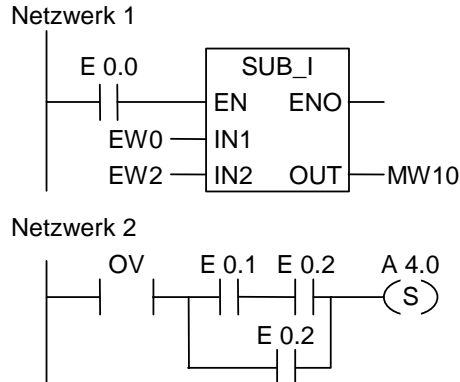 Netzwerk 1
E 0.0
SUB_I
EN ENO
EW0 IN1
EW2 IN2 OUT MW10
Netzwerk 2
OV E 0.1 E 0.2 A 4.0
S
E 0.2